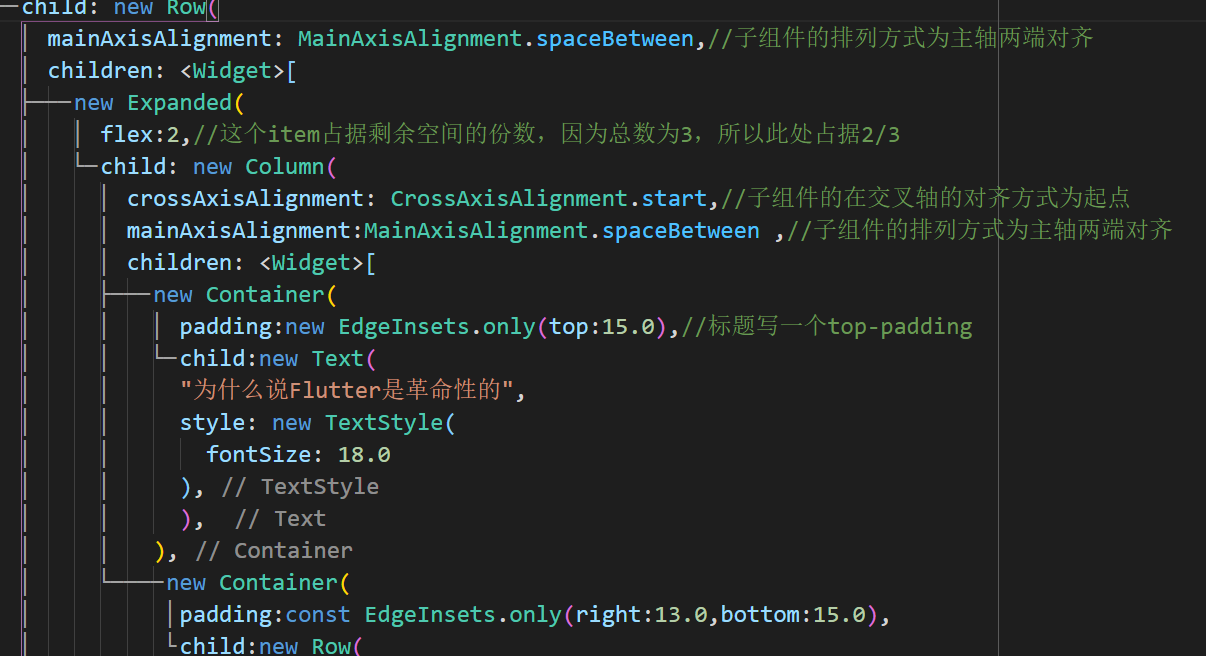 child: new Row(
mainAxisAlignment: MainAxisAlignment.spaceBetween,//子组件的排列方式为主轴两端对齐
children: <Widget>[
new Expanded(
flex:2,//这个item占据剩余空间的份数，因为总数为3，所以此处占据2/3
child: new Column(
crossAxisAlignment: CrossAxisAlignment.start,//子组件的在交叉轴的对齐方式为起点
mainAxisAlignment:MainAxisAlignment.spaceBetween ,//子组件的排列方式为主轴两端对齐
children: <Widget>[
new Container(
padding:new EdgeInsets.only(top:15.0),//标题写一个top-padding
child:new Text(
"为什么说Flutter是革命性的",
style: new TextStyle(
fontSize: 18.0
), // TextStyle
),  // Text
), // Container
new Container(
padding:const EdgeInsets.only(right:13.0,bottom:15.0),
child:new Row(